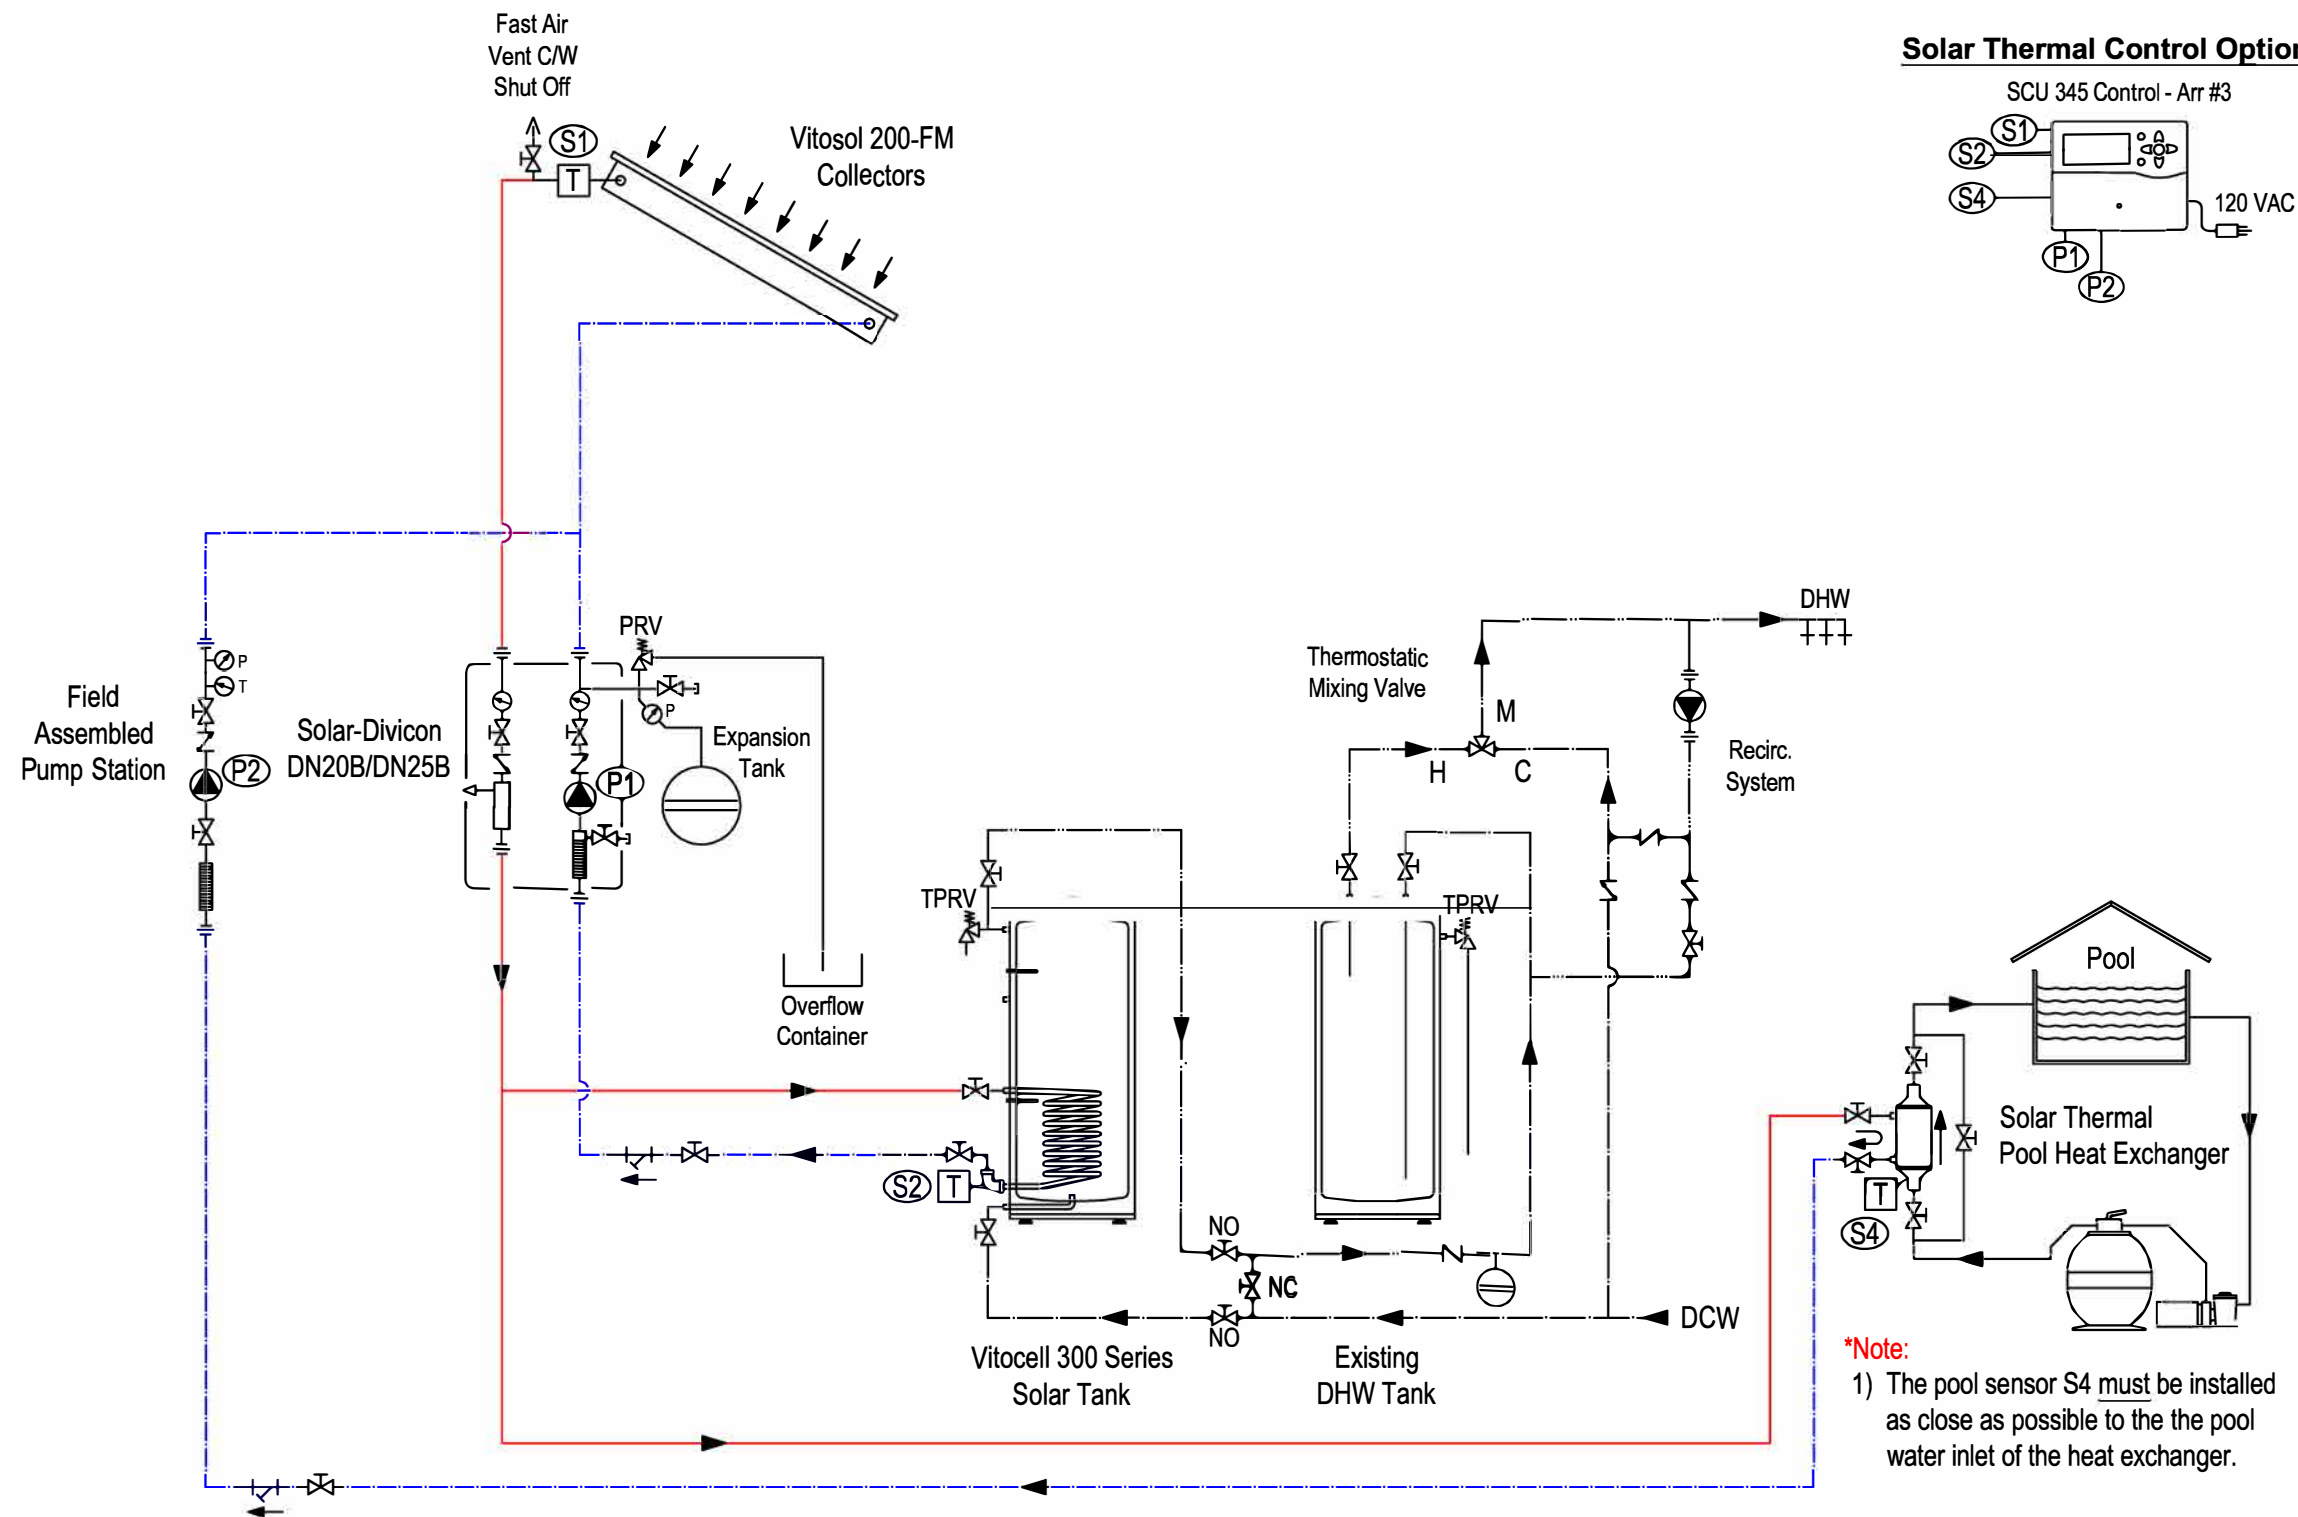 Fast Air
Vent C/W
Shut Off
S1
T
Vitosol 200-FM
Collectors
Solar Thermal Control Option
SCU 345 Control - Arr #3
S1
S2
S4
120 VAC
P1
P2
PRV
P
T
Field
Assembled
Pump Station
P2
Solar-Divicon
DN20B/DN25B
P1
P
Expansion
Tank
Overflow
Container
Thermostatic
Mixing Valve
M
H
C
DHW
Recirc.
System
TPRV
TPRV
S2
T
NO
NC
NO
DCW
Vitocell 300 Series
Solar Tank
Existing
DHW Tank
Pool
Solar Thermal
Pool Heat Exchanger
T
S4
*Note:
1) The pool sensor S4 must be installed
as close as possible to the the pool
water inlet of the heat exchanger.